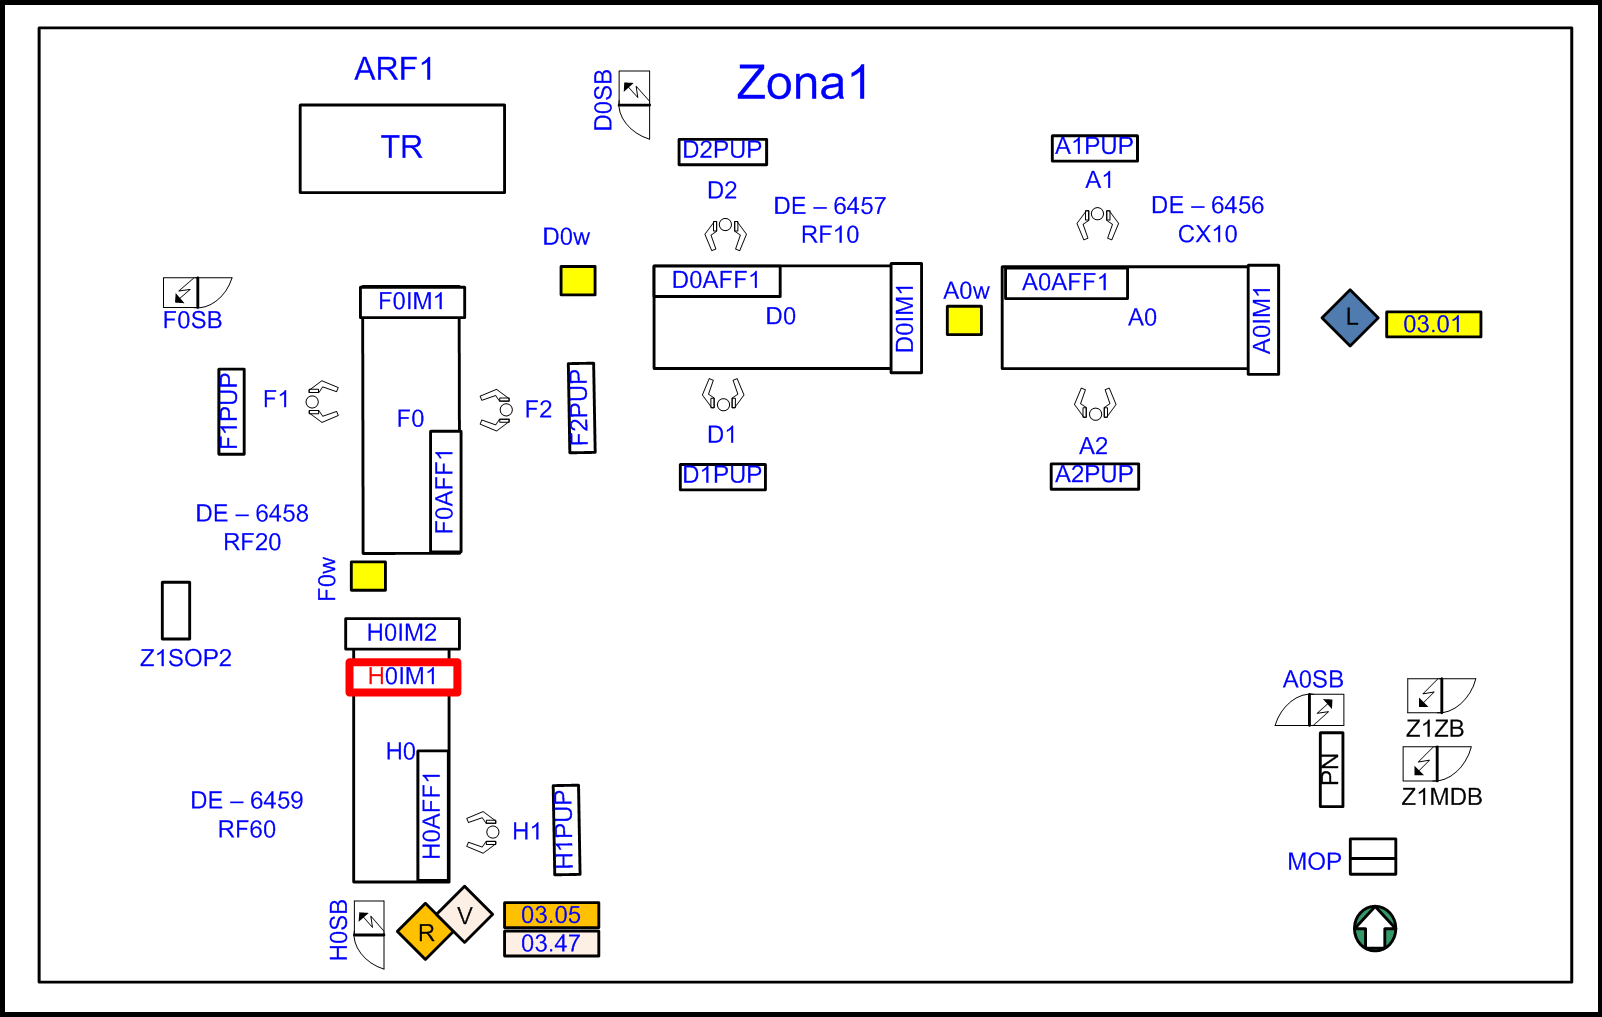 ARF1
TR
D0SB
Zona1
D2PUP
D2
DE – 6457
RF10
A1PUP
A1
DE – 6456
CX10
D0w
D0AFF1
D0
D0IM1
A0w
A0AFF1
A0
A0IM1
L
03.01
F0SB
F0IM1
F1PUP
F1
F0
F2
F2PUP
F0AFF1
D1
D1PUP
A2
A2PUP
DE – 6458
RF20
F0w
Z1SOP2
H0IM2
H0IM1
H0
H0AFF1
DE – 6459
RF60
H1
H1PUP
A0SB
PN
Z1ZB
Z1MDB
MOP
H0SB
R
V
03.05
03.47